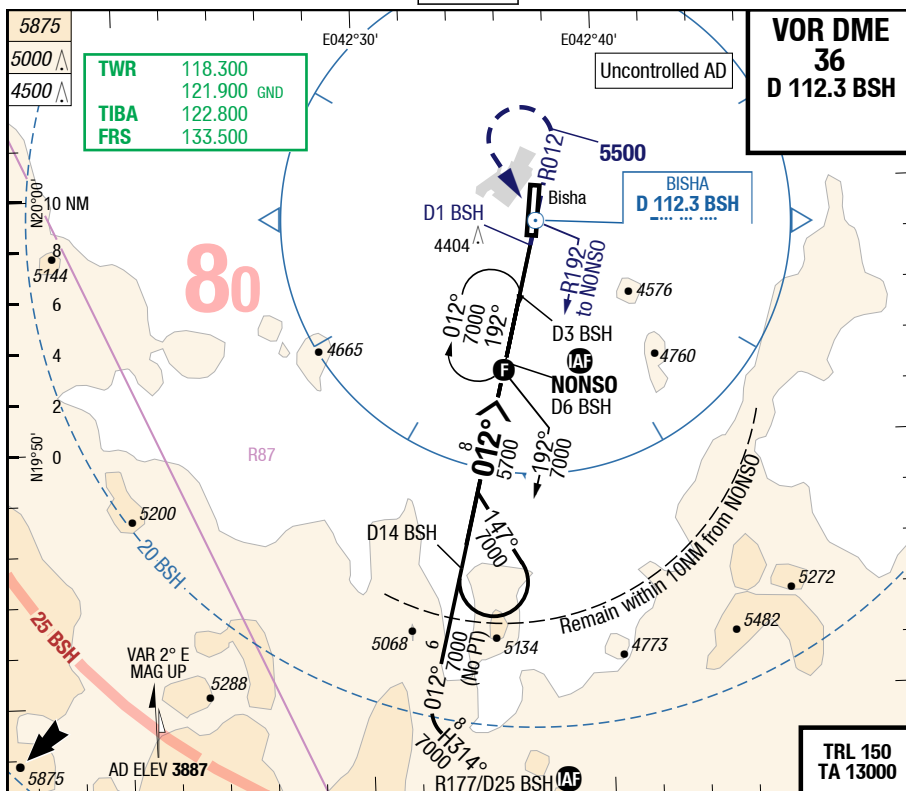 5875
5000
4500
E042°30'
E042°40'
VOR DME
36
D 112.3 BSH
TWR 118.300
121.900 GND
TIBA 122.800
FRS 133.500
Uncontrolled AD
5500
R012°
N20°00'
10 NM
8
6
4
2
0
N19°50'
Bisha
BISHA
D 112.3 BSH
D1 BSH
4404
R192°
to NONSO
5144
80
4576
012°
7000
192°
D3 BSH
4665
4760
F
IAF
NONSO
D6 BSH
8
012°
5700
192°
7000
R87
5200
D14 BSH
147°
7000
20 BSH
Remain within 10NM from NONSO
5272
5482
5068
6
7000
(No PT)
5134
4773
25 BSH
VAR 2° E
MAG UP
5288
012°
8
H314°
7000
5875
AD ELEV 3887
R177/D25 BSH
IAF
TRL 150
TA 13000